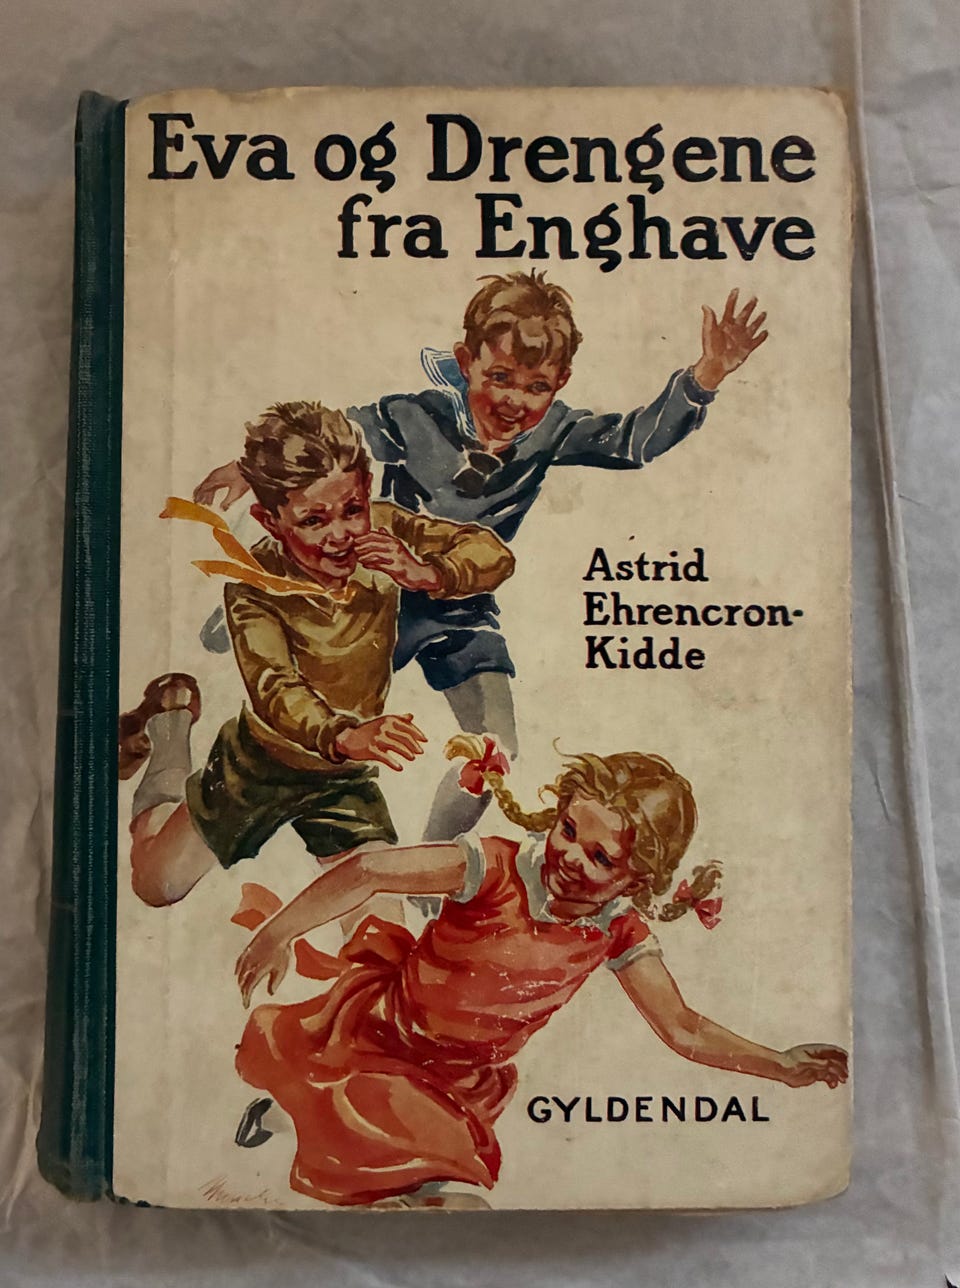 Eva og Drengene
fra Enghave
Astrid
Ehrencron-
Kidde
GYLDENDAL